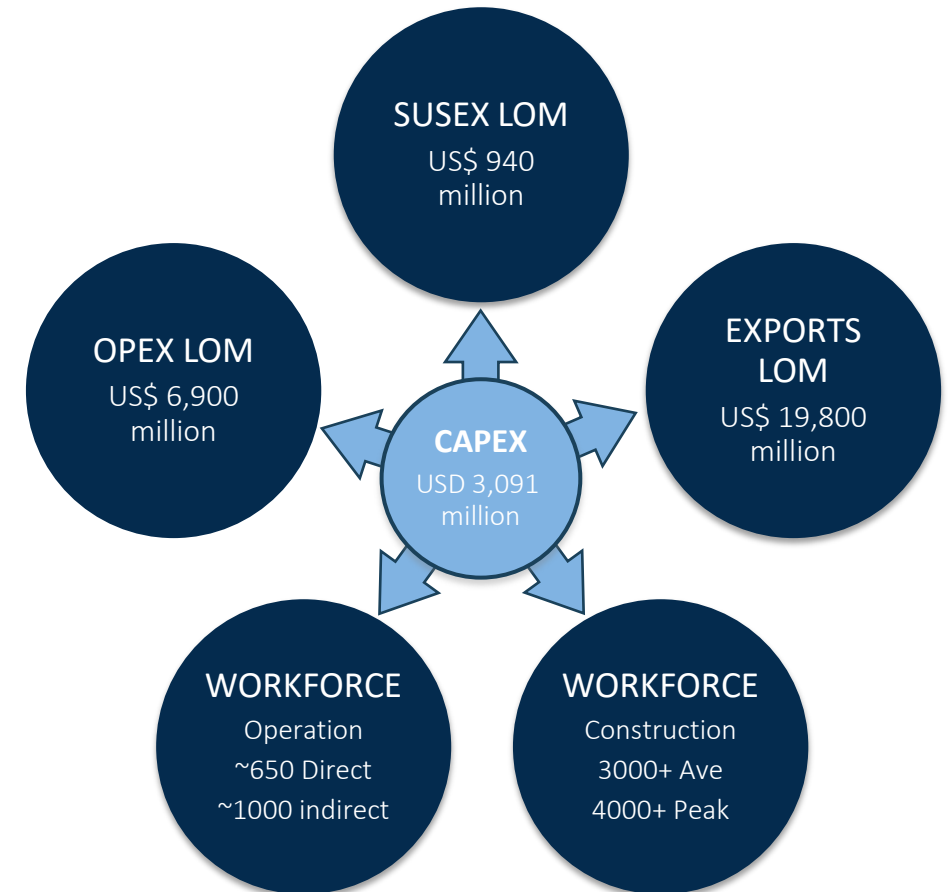 SUSEX LOM
US$ 940
million
OPEX LOM
US$ 6,900
million
EXPORTS
LOM
US$ 19,800
million
CAPEX
USD 3,091
million
WORKFORCE
Operation
~650 Direct
~1000 indirect
WORKFORCE
Construction
3000+ Ave
4000+ Peak